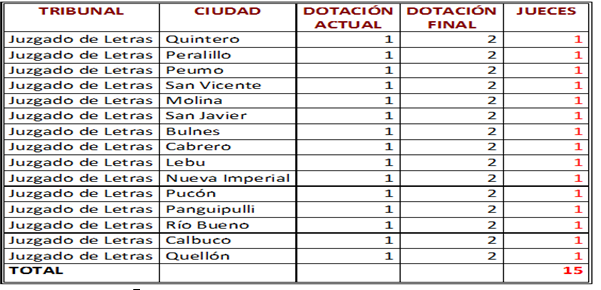 TRIBUNAL CIUDAD DOTACIÓN ACTUAL DOTACIÓN FINAL JUECES
Juzgado de Letras Quintero 1 2 1
Juzgado de Letras Peralillo 1 2 1
Juzgado de Letras Peumo 1 2 1
Juzgado de Letras San Vicente 1 2 1
Juzgado de Letras Molina 1 2 1
Juzgado de Letras San Javier 1 2 1
Juzgado de Letras Bulnes 1 2 1
Juzgado de Letras Cabrero 1 2 1
Juzgado de Letras Lebu 1 2 1
Juzgado de Letras Nueva Imperial 1 2 1
Juzgado de Letras Pucón 1 2 1
Juzgado de Letras Panguipulli 1 2 1
Juzgado de Letras Río Bueno 1 2 1
Juzgado de Letras Calbuco 1 2 1
Juzgado de Letras Quellón 1 2 1
TOTAL 15